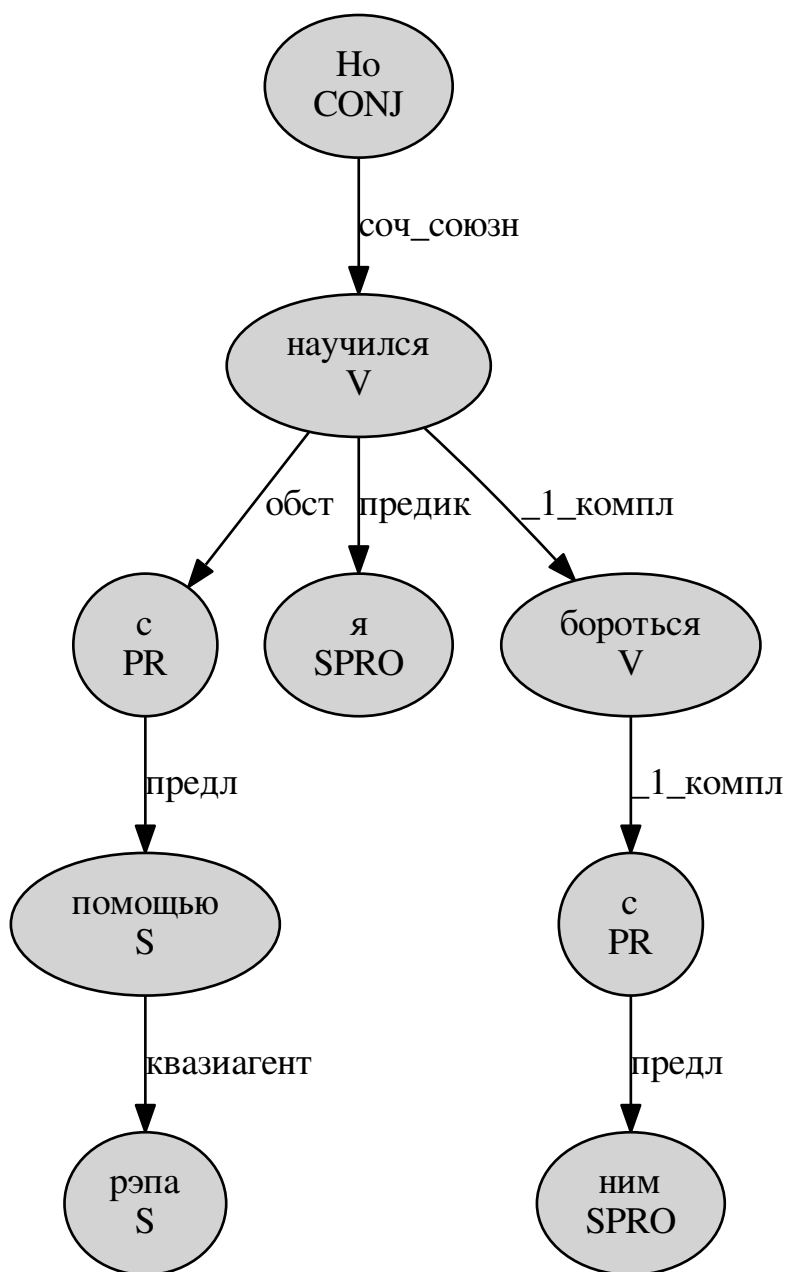 Но
CONJ
соч_союзн
научился
V
обст
предик
_1_компл
с
PR
я
SPRO
бороться
V
предл
_1_компл
помощью
S
с
PR
квазиагент
предл
рэпа
S
ним
SPRO